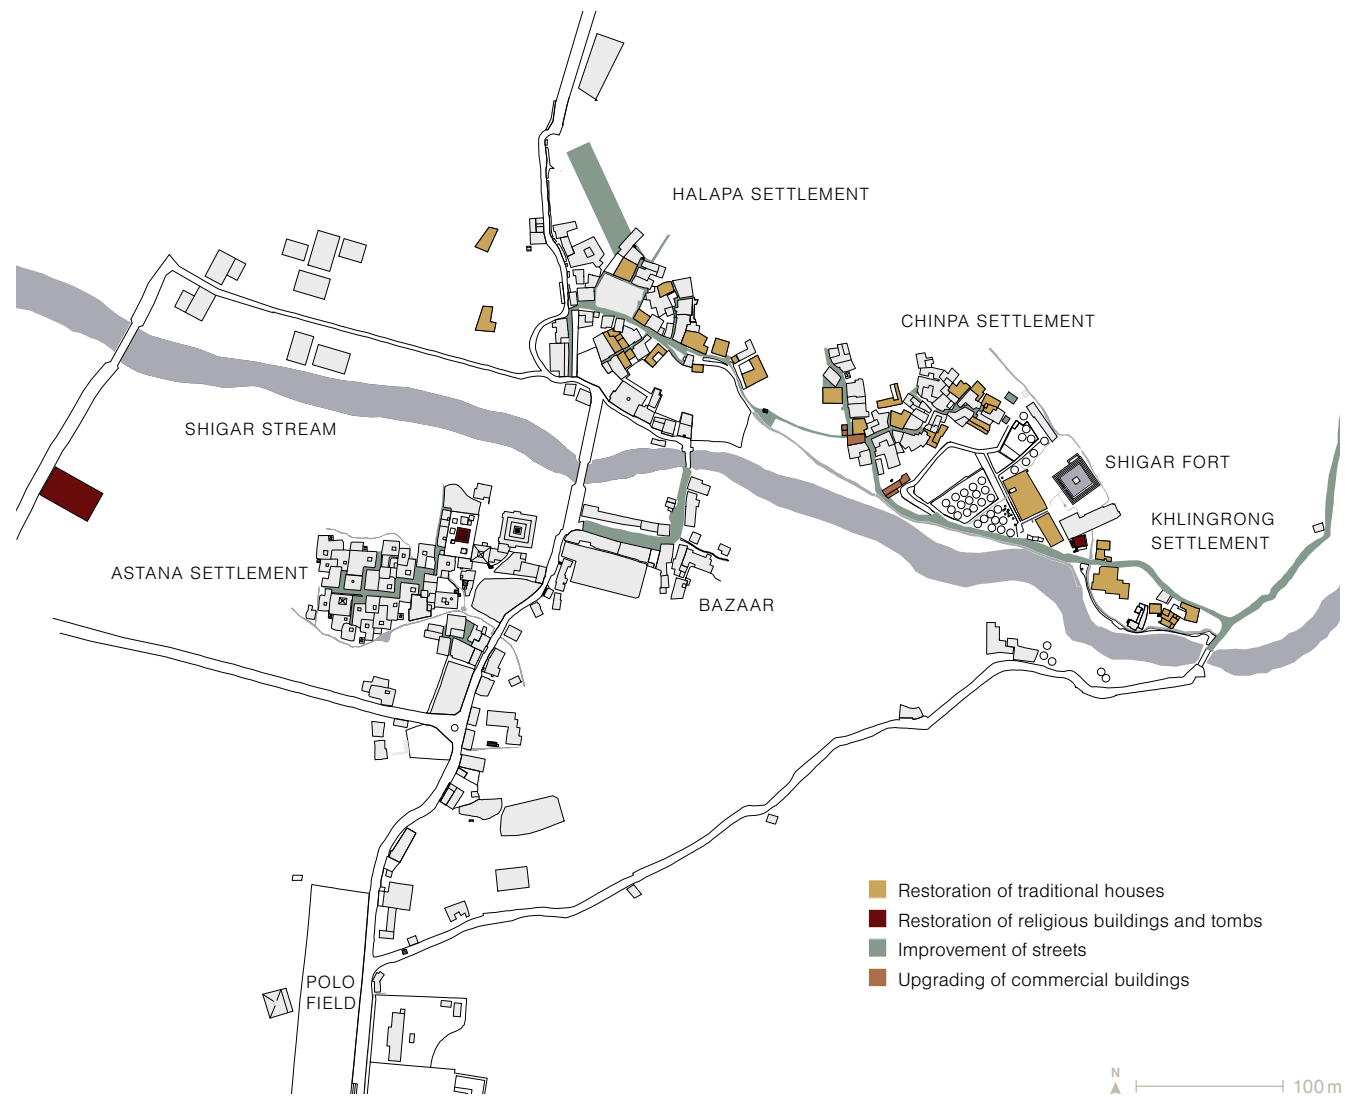 HALAPA SETTLEMENT
CHINPA SETTLEMENT
SHIGAR STREAM
SHIGAR FORT
KHLINGRONG
SETTLEMENT
ASTANA SETTLEMENT
BAZAAR
Restoration of traditional houses
Restoration of religious buildings and tombs
Improvement of streets
Upgrading of commercial buildings
POLO
FIELD
N
100 m